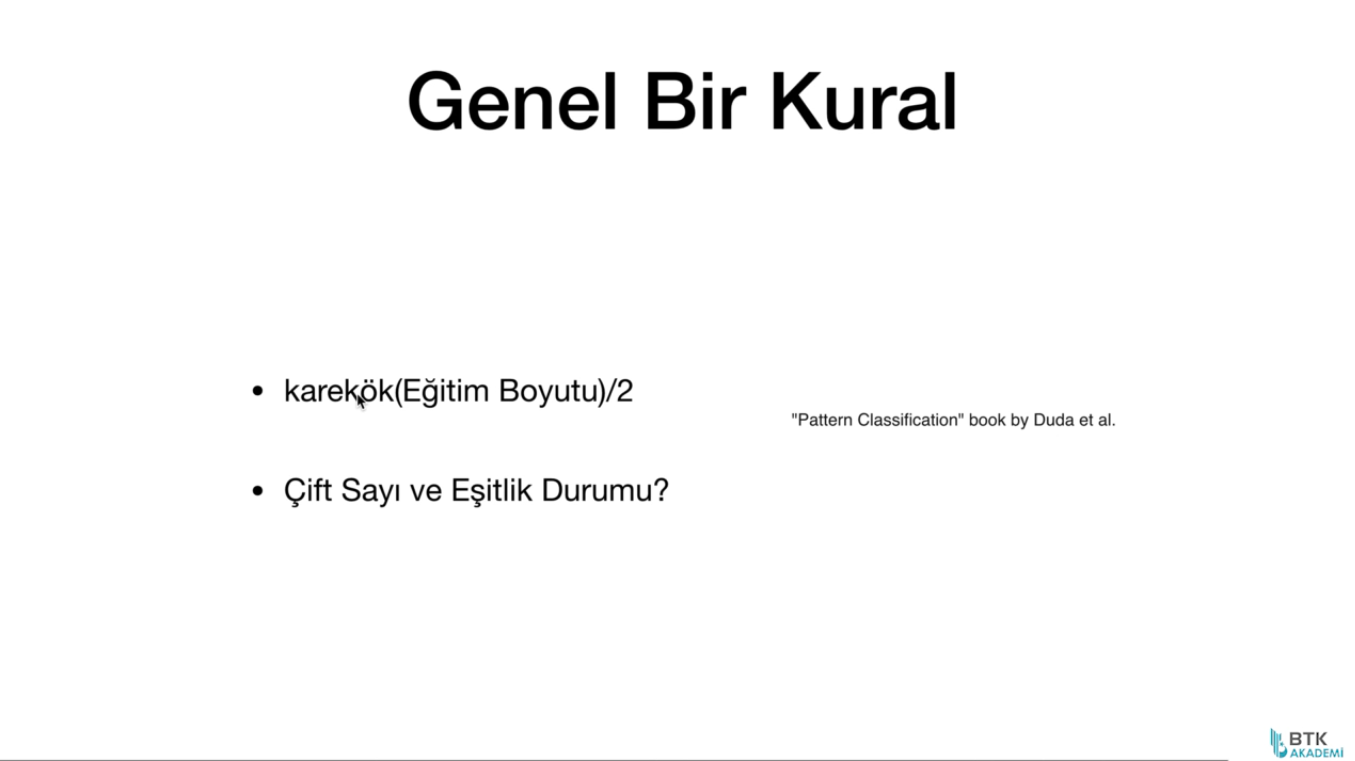 Genel Bir Kural
• karekök(Eğitim Boyutu)/2
"Pattern Classification" book by Duda et al.
• Çift Sayı ve Eşitlik Durumu?
BTK
AKADEMİ